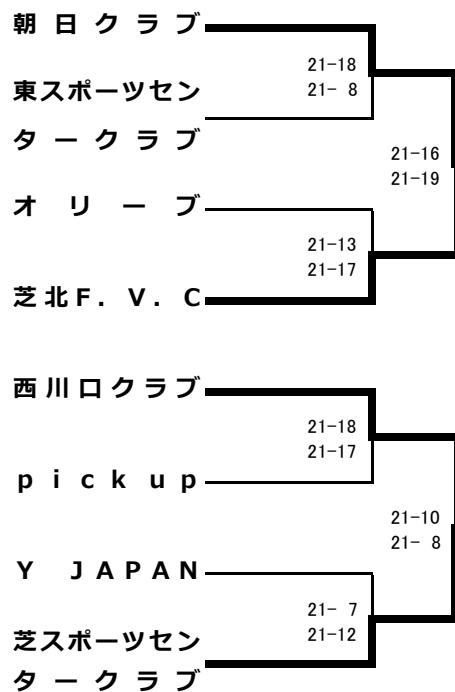 朝日クラブ
21-18
21- 8
東スポーツセン
タークラブ
21-16
21-19
オリーブ
21-13
21-17
芝北F．V．C
西川口クラブ
21-18
21-17
pickup
21-10
21- 8
Y JAPAN
21- 7
21-12
芝スポーツセン
タークラブ